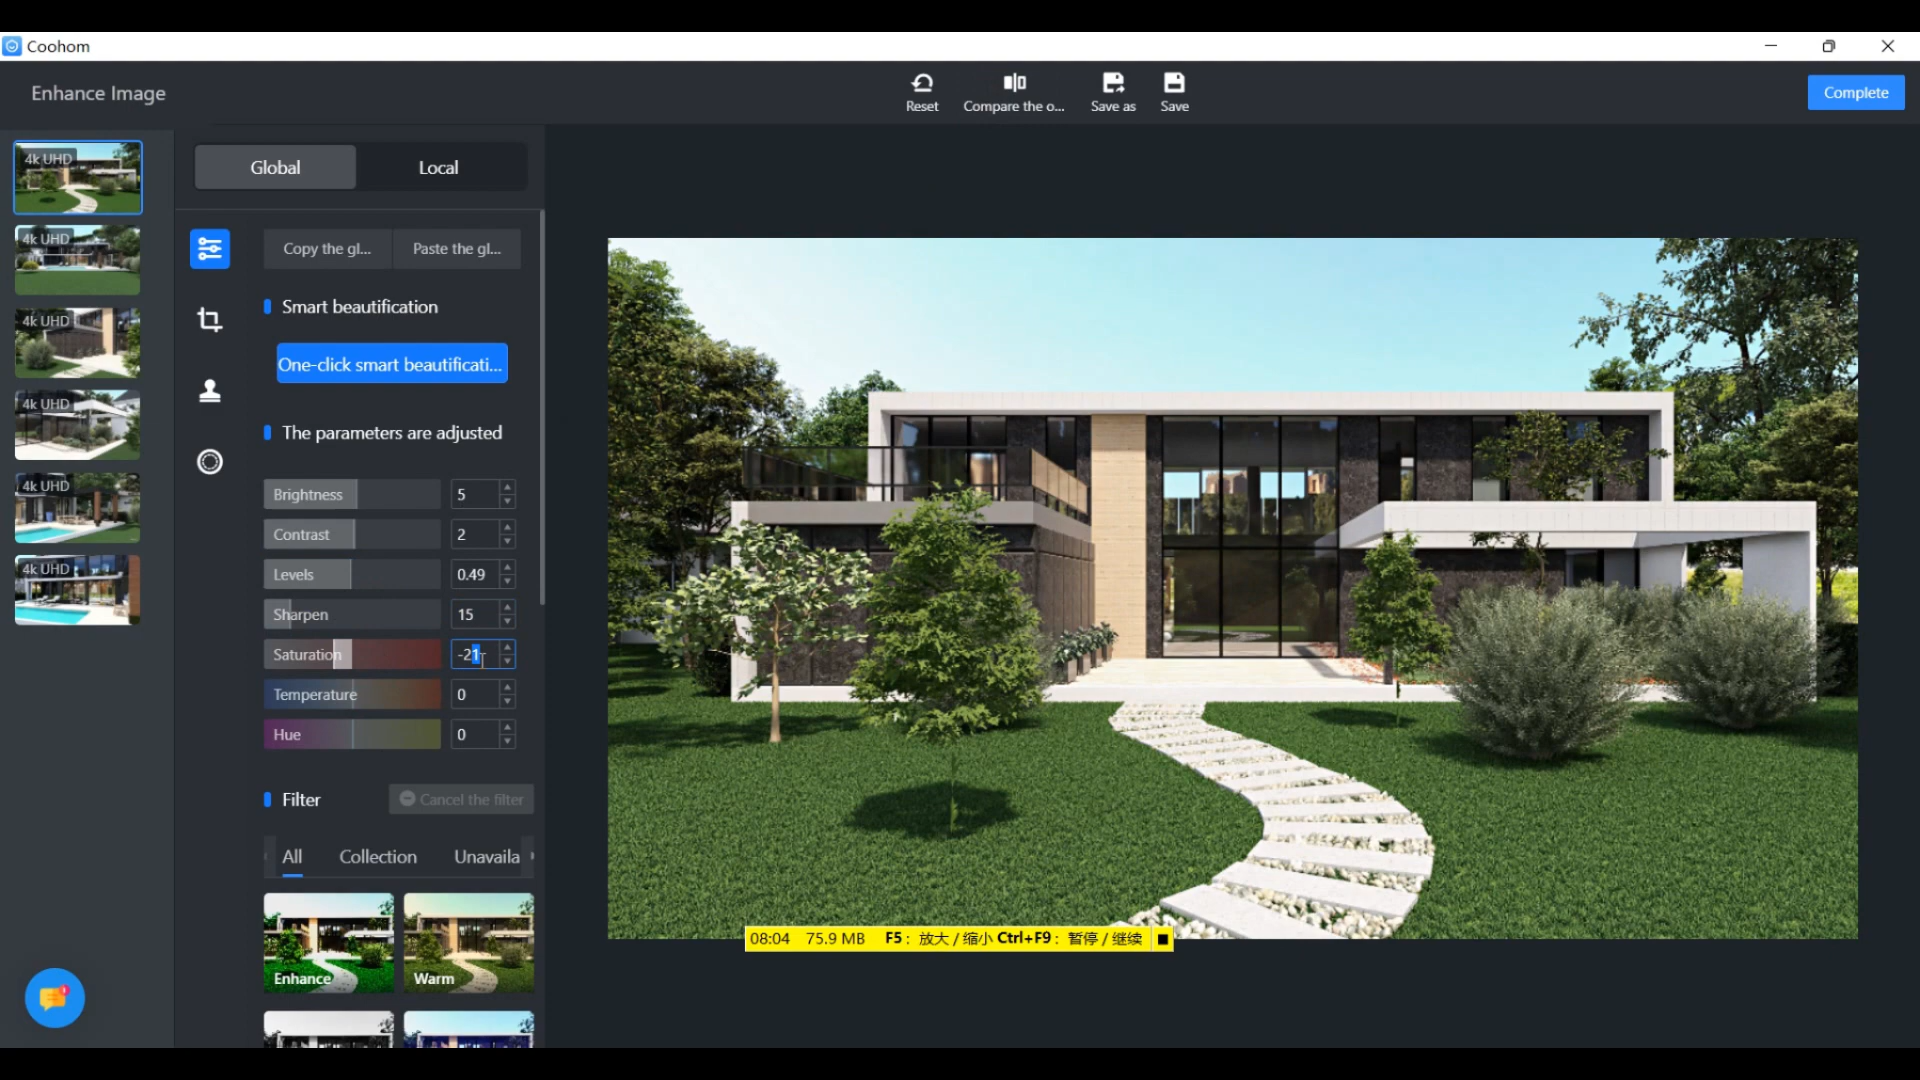 Coohom
Enhance Image
Reset
Compare the o...
Save as
Save
Complete
4k UHD
4k UHD
4k UHD
4k UHD
4k UHD
4k UHD
Global
Local
Copy the gl...
Paste the gl...
Smart beautification
One-click smart beautificati...
The parameters are adjusted
Brightness 5
Contrast 2
Levels 0.49
Sharpen 15
Saturation -21
Temperature 0
Hue 0
Filter
Cancel the filter
All
Collection
Unavaila
Enhance
Warm
08:04 75.9 MB F5: 放大 / 缩小 Ctrl+F9: 暂停 / 继续